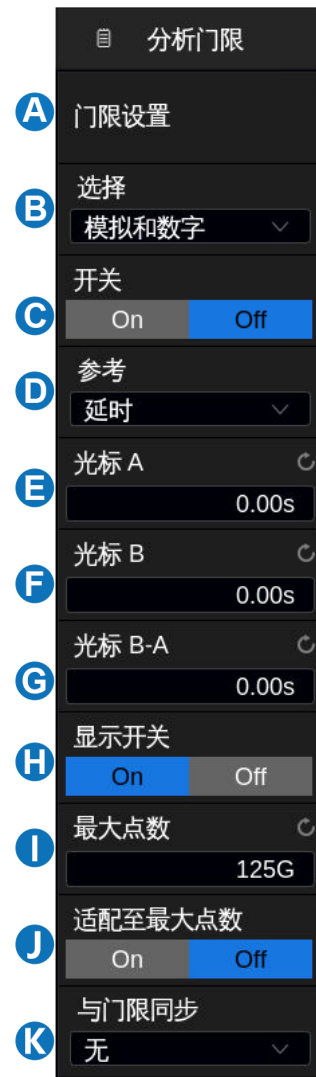 分析门限
A 门限设置
B 选择
模拟和数字
开关
C On Off
参考
D 延时
光标 A
E 0.00s
光标 B
F 0.00s
光标 B-A
G 0.00s
显示开关
H On Off
最大点数
I 125G
适配至最大点数
J On Off
与门限同步
K 无